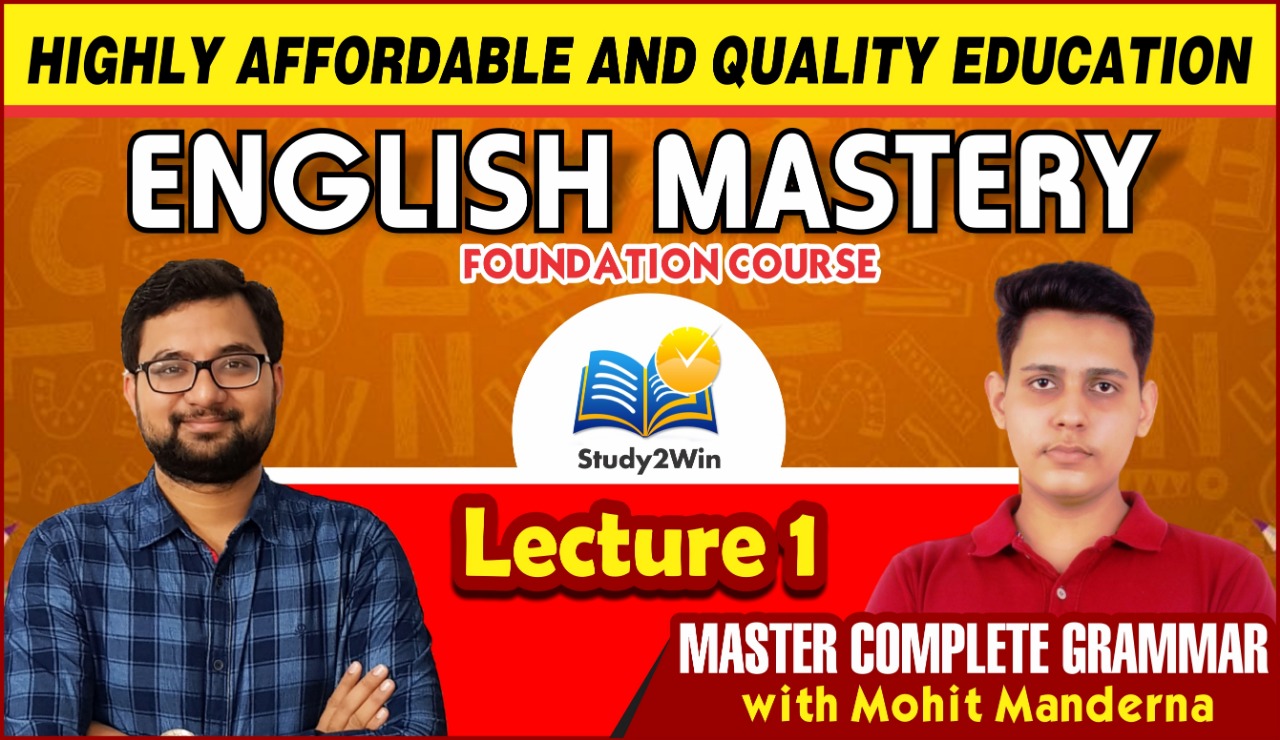 HIGHLY AFFORDABLE AND QUALITY EDUCATION
ENGLISH MASTERY
FOUNDATION COURSE
Study2Win
Lecture 1
MASTER COMPLETE GRAMMAR
with Mohit Manderna